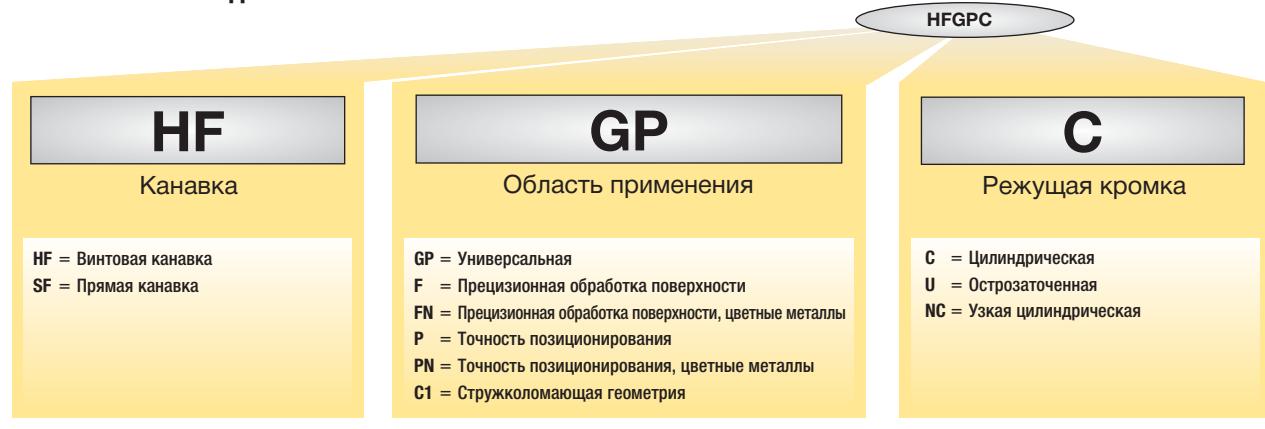 HFGPC
HF
Канавка
HF = Винтовая канавка
SF = Прямая канавка
GP
Область применения
GP = Универсальная
F = Прецизионная обработка поверхности
FN = Прецизионная обработка поверхности, цветные металлы
P = Точность позиционирования
PN = Точность позиционирования, цветные металлы
C1 = Стружколомающая геометрия
C
Режущая кромка
C = Цилиндрическая
U = Острозаточенная
NC = Узкая цилиндрическая